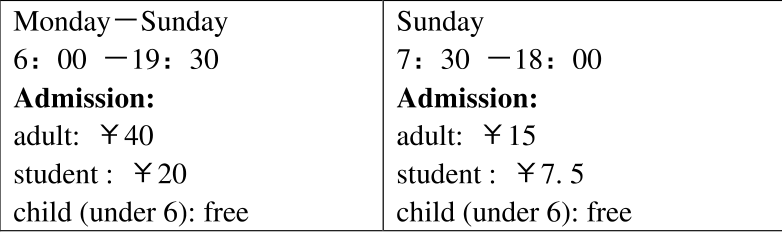 Monday－Sunday
6：00 －19：30
Admission:
adult: ￥40
student : ￥20
child (under 6): free
Sunday
7：30 －18：00
Admission:
adult: ￥15
student : ￥7. 5
child (under 6): free